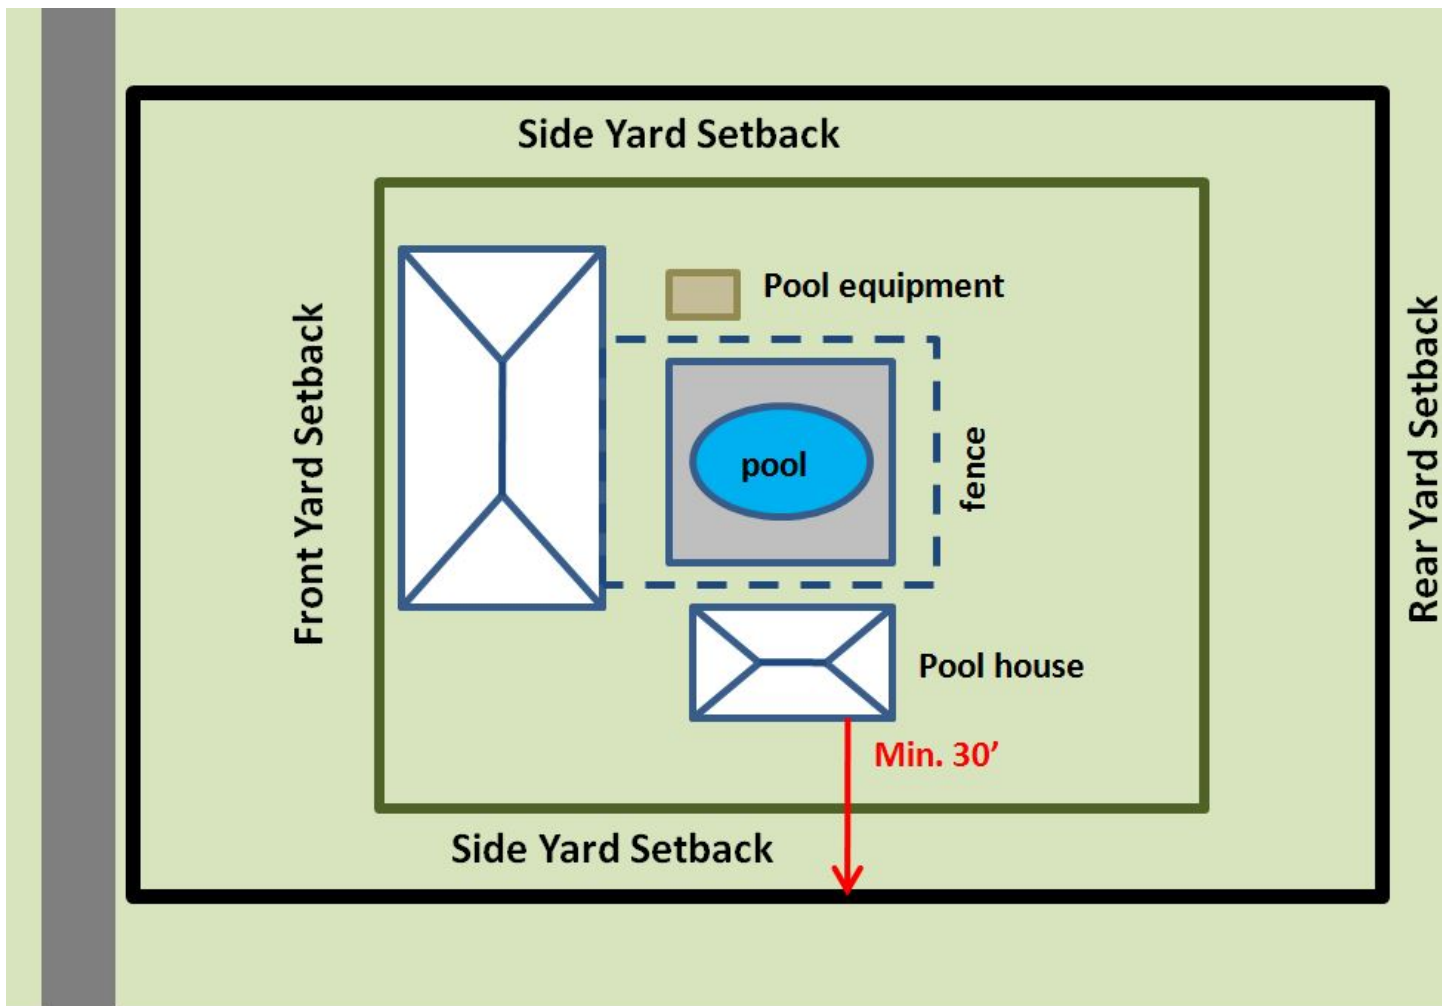 Side Yard Setback
Pool equipment
Front Yard Setback
pool
fence
Rear Yard Setback
Pool house
Min. 30’
Side Yard Setback